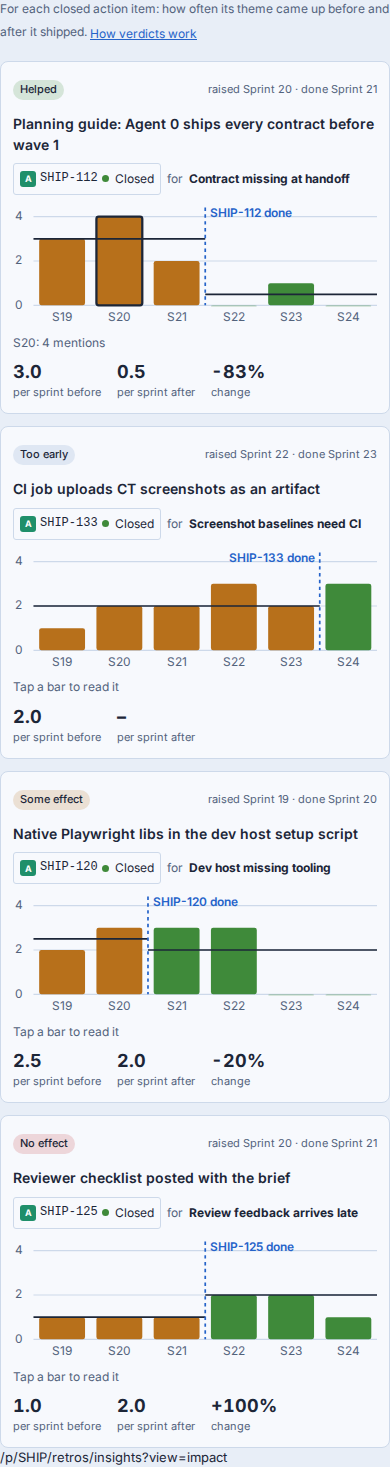 For each closed action item: how often its theme came up before and
after it shipped. How verdicts work
Helped
raised Sprint 20 · done Sprint 21
Planning guide: Agent 0 ships every contract before
wave 1
A SHIP-112 Closed for Contract missing at handoff
SHIP-112 done
4
2
0
S19 S20 S21 S22 S23 S24
S20: 4 mentions
3.0 0.5 -83%
per sprint before per sprint after change
Too early
raised Sprint 22 · done Sprint 23
CI job uploads CT screenshots as an artifact
A SHIP-133 Closed for Screenshot baselines need CI
SHIP-133 done
4
2
0
S19 S20 S21 S22 S23 S24
Tap a bar to read it
2.0 –
per sprint before per sprint after
Some effect
raised Sprint 19 · done Sprint 20
Native Playwright libs in the dev host setup script
A SHIP-120 Closed for Dev host missing tooling
SHIP-120 done
4
2
0
S19 S20 S21 S22 S23 S24
Tap a bar to read it
2.5 2.0 -20%
per sprint before per sprint after change
No effect
raised Sprint 20 · done Sprint 21
Reviewer checklist posted with the brief
A SHIP-125 Closed for Review feedback arrives late
SHIP-125 done
4
2
0
S19 S20 S21 S22 S23 S24
Tap a bar to read it
1.0 2.0 +100%
per sprint before per sprint after change
/p/SHIP/retros/insights?view=impact